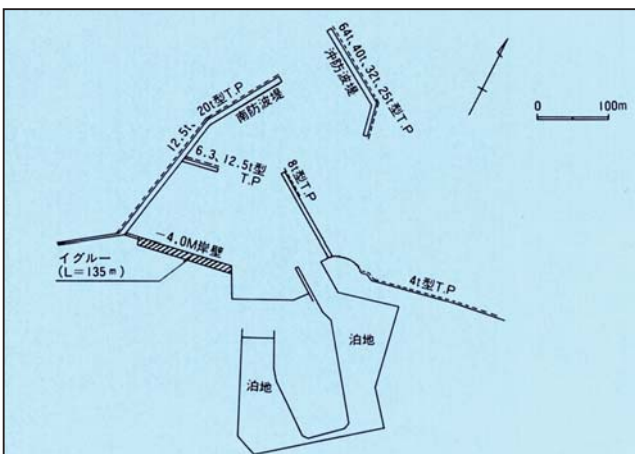 64t、40t、32t、25t型T.P
沖防波堤
12.5t、20t型T.P
南防波堤
0 100m
6.3、12.5t型
T.P
8t型T.P
-4.0M岸壁
イグルー
(L=135m)
4t型T.P
泊地
泊地